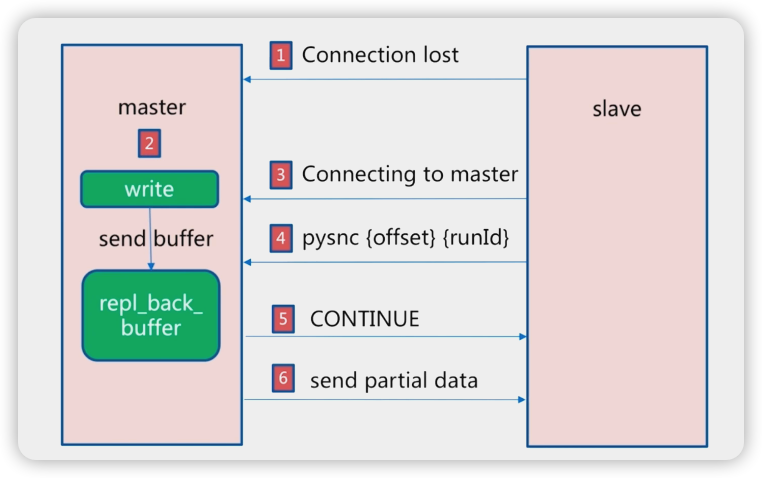 1 Connection lost
master
slave
2
write
3 Connecting to master
send buffer
4 pysnc {offset} {runId}
repl_back_
buffer
5 CONTINUE
6 send partial data